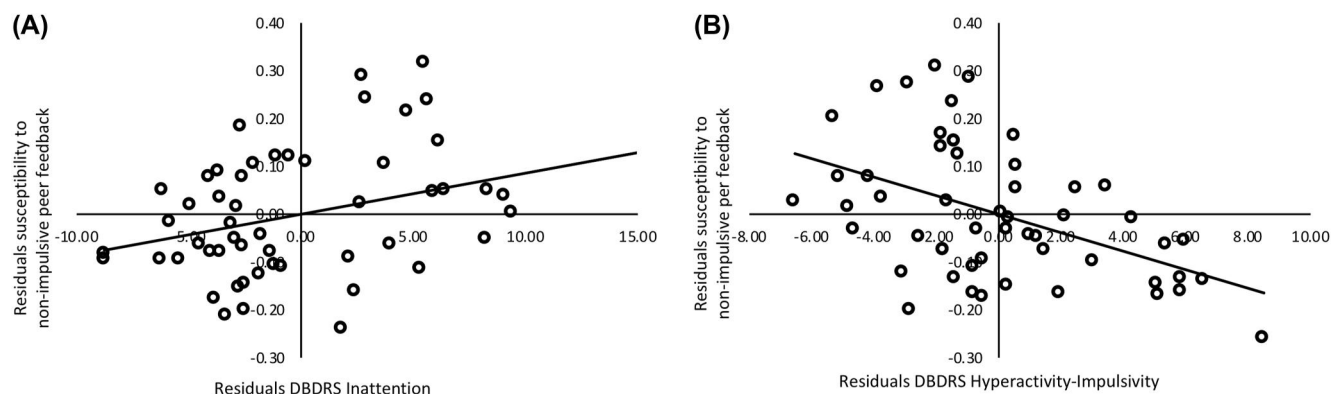 (A)
Residuals susceptibility to
non-impulsive peer feedback
0.40
0.30
0.20
0.10
0.00
-0.10
-0.20
-0.30
-10.00 -5.00 0.00 5.00 10.00 15.00
Residuals DBDRS Inattention
(B)
Residuals susceptibility to
non-impulsive peer feedback
0.40
0.30
0.20
0.10
0.00
-0.10
-0.20
-0.30
-8.00 -6.00 -4.00 -2.00 0.00 2.00 4.00 6.00 8.00 10.00
Residuals DBDRS Hyperactivity-Impulsivity